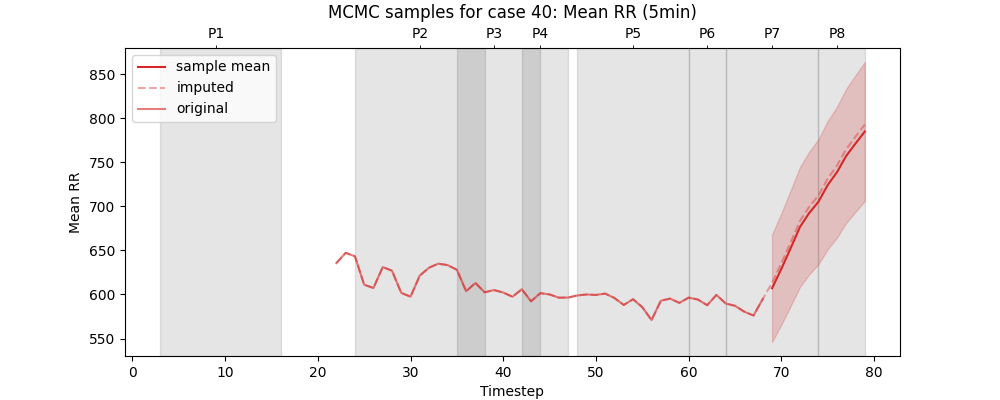 MCMC samples for case 40: Mean RR (5min)
P1 P2 P3 P4 P5 P6 P7 P8
sample mean
imputed
original
850
800
750
700
650
600
550
Mean RR
0 10 20 30 40 50 60 70 80
Timestep